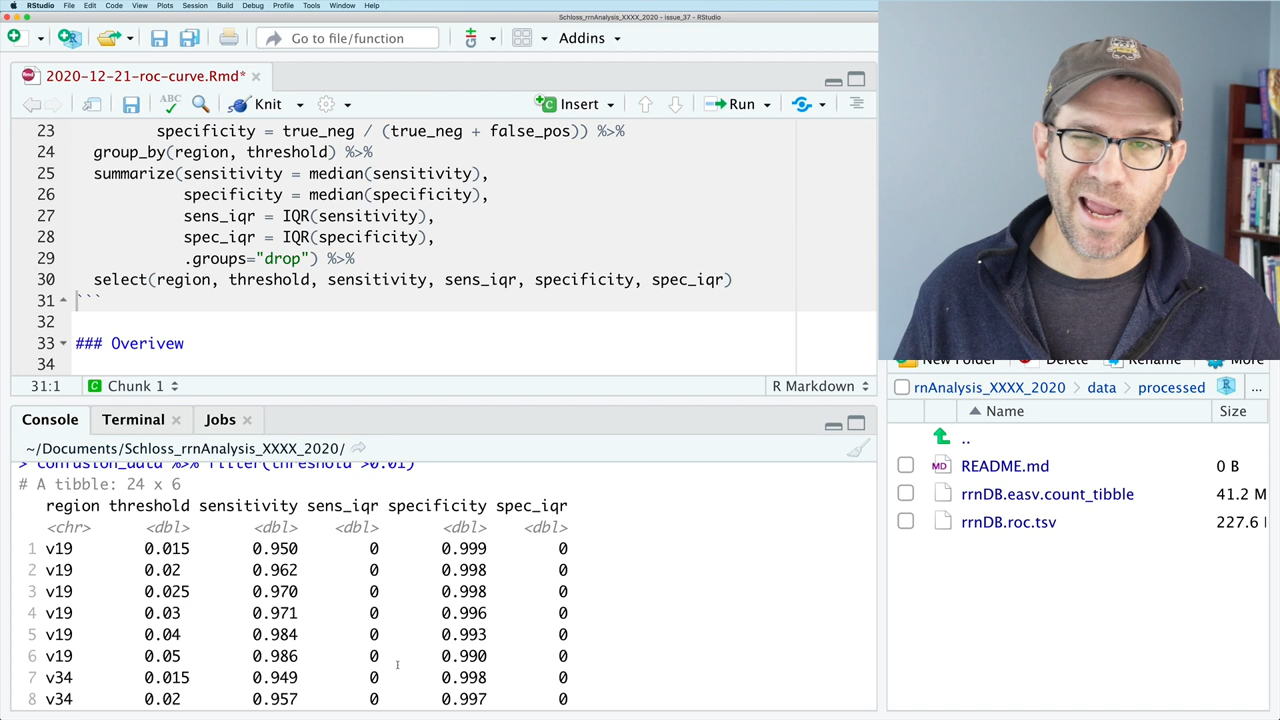 RStudio File Edit Code View Plots Session Build Debug Profile Tools Window Help
Schloss_rrnAnalysis_XXXX_2020 - issue_37 - RStudio
Go to file/function
Addins
2020-12-21-roc-curve.Rmd*
ABC
Knit
Insert
Run
23 specificity = true_neg / (true_neg + false_pos)) %>%
24 group_by(region, threshold) %>%
25 summarize(sensitivity = median(sensitivity),
26 specificity = median(specificity),
27 sens_iqr = IQR(sensitivity),
28 spec_iqr = IQR(specificity),
29 .groups="drop") %>%
30 select(region, threshold, sensitivity, sens_iqr, specificity, spec_iqr)
31 ```
32
33 ### Overivew
34
31:1 Chunk 1 R Markdown
Console Terminal Jobs
~/Documents/Schloss_rrnAnalysis_XXXX_2020/
> confusion_data %>% filter(threshold >0.01)
# A tibble: 24 x 6
region threshold sensitivity sens_iqr specificity spec_iqr
<chr> <dbl> <dbl> <dbl> <dbl> <dbl>
1 v19 0.015 0.950 0 0.999 0
2 v19 0.02 0.962 0 0.998 0
3 v19 0.025 0.970 0 0.998 0
4 v19 0.03 0.971 0 0.996 0
5 v19 0.04 0.984 0 0.993 0
6 v19 0.05 0.986 0 0.990 0
7 v34 0.015 0.949 0 0.998 0
8 v34 0.02 0.957 0 0.997 0
New Folder Delete Rename More
rnAnalysis_XXXX_2020 > data > processed ...
Name Size
..
MD README.md 0 B
rrnDB.easv.count_tibble 41.2 M
rrnDB.roc.tsv 227.6